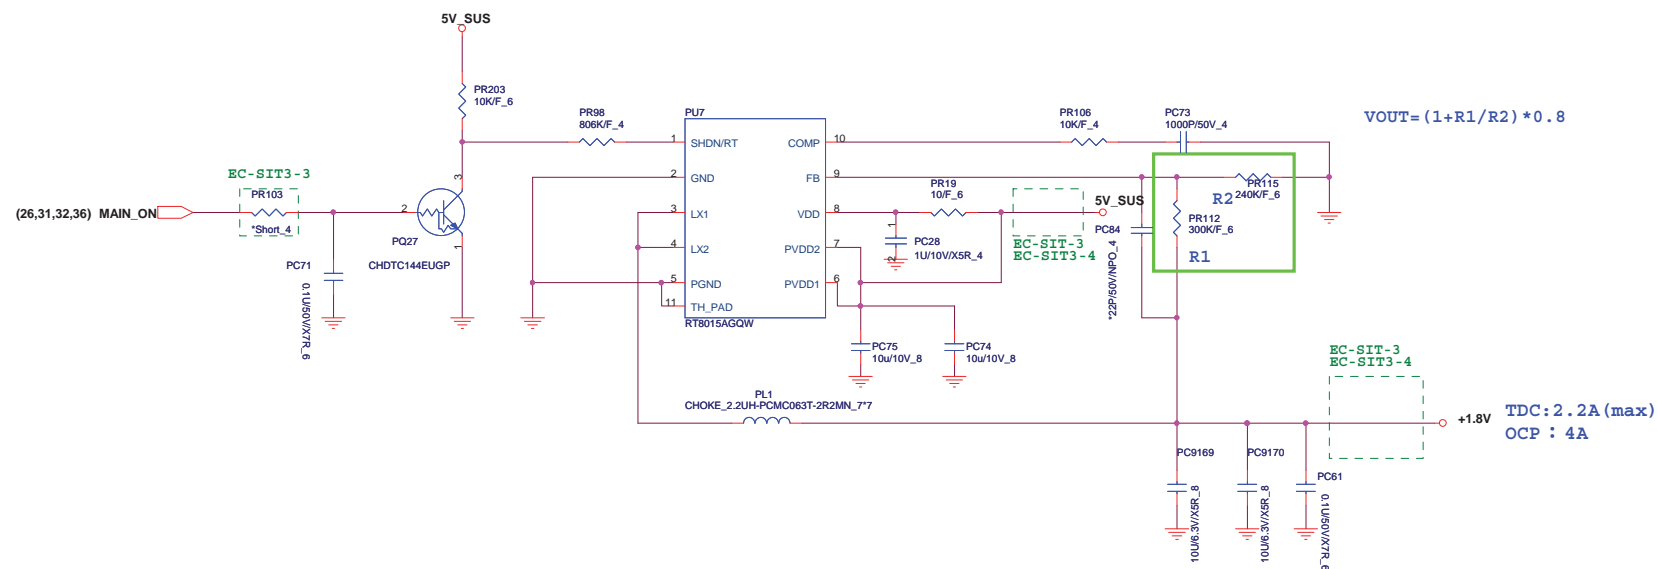 5V_SUS
PR203
10K/F_6
PR98
806K/F_4
PU7
PR106
10K/F_4
PC73
1000P/50V_4
VOUT=(1+R1/R2)*0.8
1
SHDN/RT
COMP
10
EC-SIT3-3
PR103
*Short_4
(26,31,32,36) MAIN_ON
2
3
1
PQ27
CHDTC144EUGP
PC71
0.1U/50V/X7R_6
2
GND
FB
9
3
LX1
VDD
8
4
LX2
PVDD2
7
5
PGND
PVDD1
6
11
TH_PAD
RT8015AGQW
PR19
10/F_6
5V_SUS
EC-SIT-3
EC-SIT3-4
1
2
PC28
1U/10V/X5R_4
PC84
*22P/50V/NPO_4
R2
PR115
240K/F_6
PR112
300K/F_6
R1
PC75
10u/10V_8
PC74
10u/10V_8
PL1
CHOKE_2.2UH-PCMC063T-2R2MN_7*7
EC-SIT-3
EC-SIT3-4
+1.8V
TDC:2.2A(max)
OCP : 4A
PC9169
10U/6.3V/X5R_8
PC9170
10U/6.3V/X5R_8
PC61
0.1U/50V/X7R_6